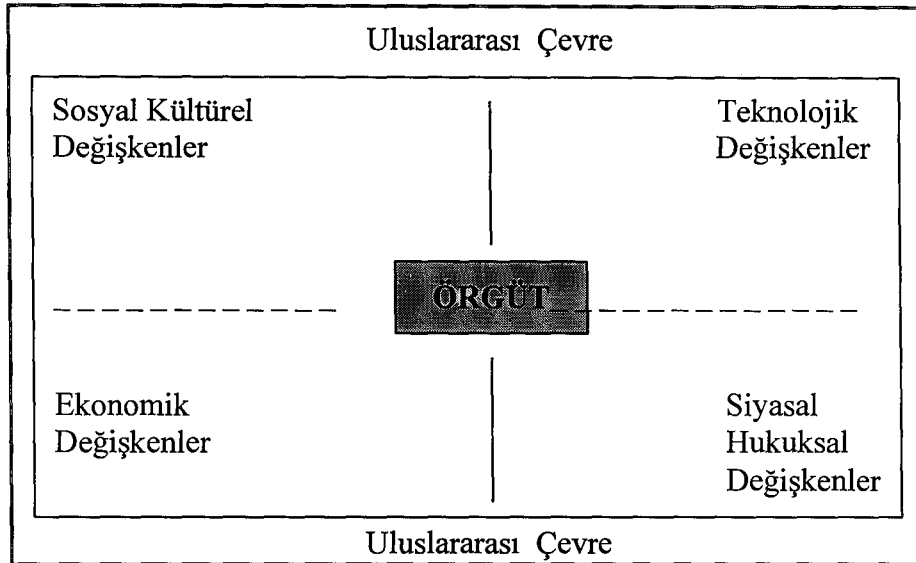 Uluslararası Çevre
Sosyal Kültürel
Değişkenler
Teknolojik
Değişkenler
ÖRGÜT
Ekonomik
Değişkenler
Siyasal
Hukuksal
Değişkenler
Uluslararası Çevre